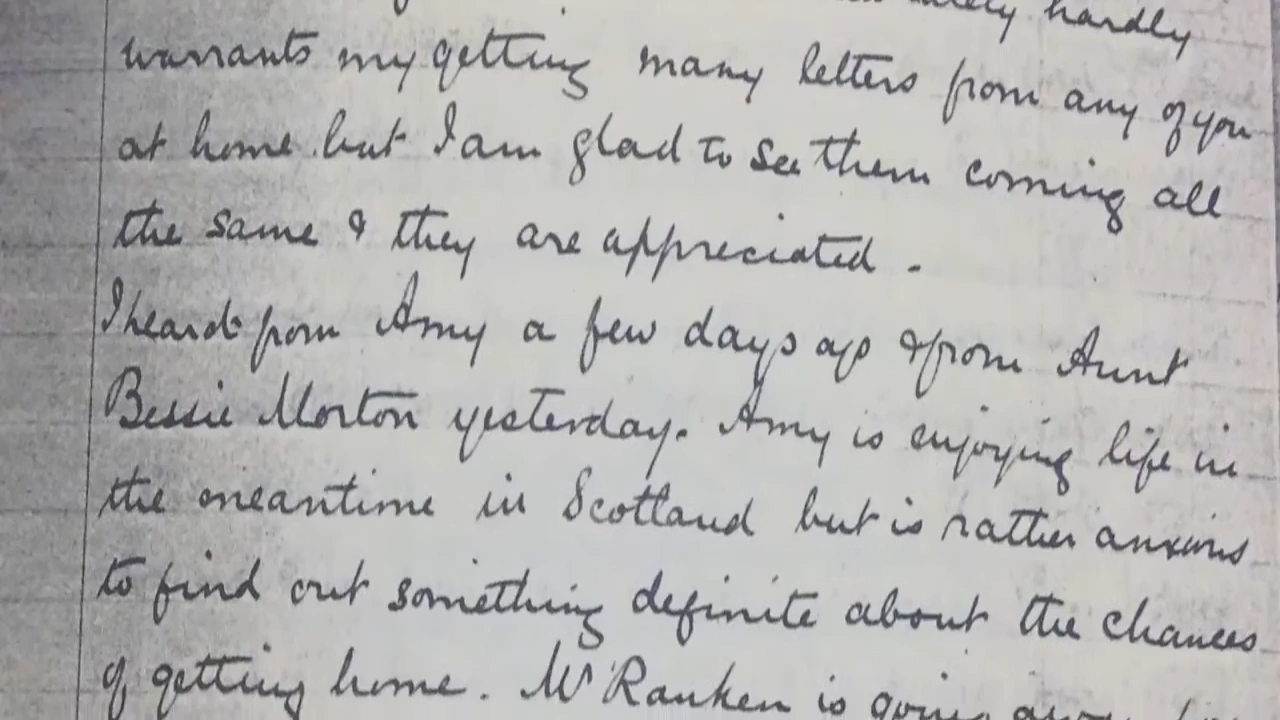 hardly
warrants my getting many letters from any of you
at home but I am glad to see them coming all
the same & they are appreciated.
I heard from Amy a few days ago & from Aunt
Bessie Morton yesterday. Amy is enjoying life in
the meantime in Scotland but is rather anxious
to find out something definite about the chances
of getting home. Mr Ranken is going